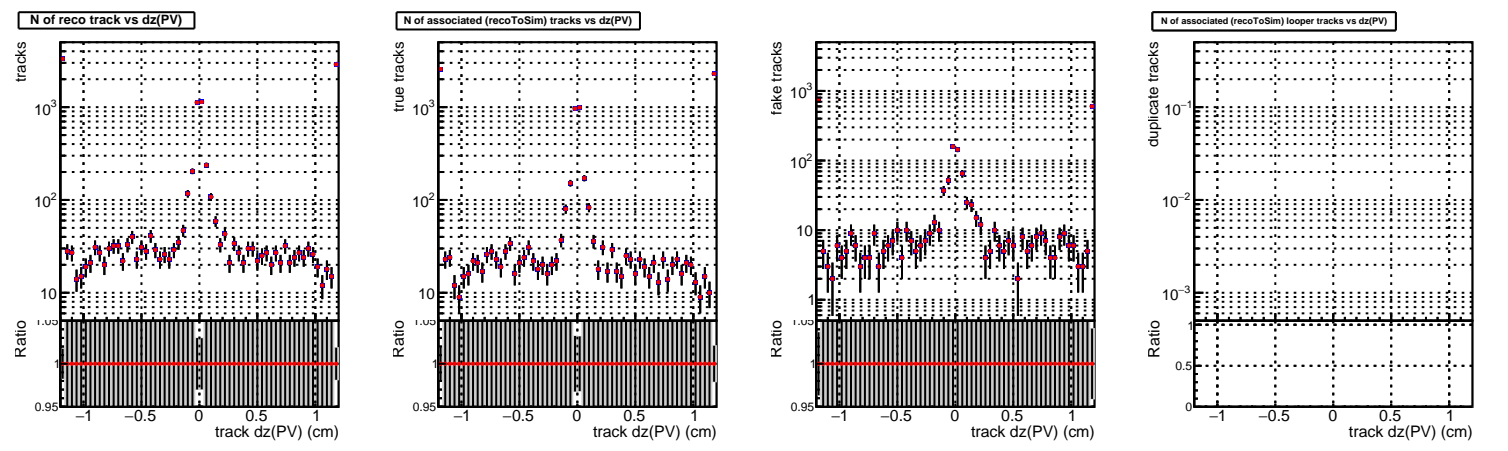 N of reco track vs dz(PV)
tracks
10³
10²
10
Ratio
1.05
1
0.95
−1 −0.5 0 0.5 1
track dz(PV) (cm)
N of associated (recoToSim) tracks vs dz(PV)
true tracks
10³
10²
10
Ratio
1.05
1
0.95
−1 −0.5 0 0.5 1
track dz(PV) (cm)
fake tracks
10³
10²
10
1
Ratio
1.05
1
0.95
−1 −0.5 0 0.5 1
track dz(PV) (cm)
N of associated (recoToSim) looper tracks vs dz(PV)
duplicate tracks
10⁻¹
10⁻²
10⁻³
Ratio
1
0.5
0
−1 −0.5 0 0.5 1
track dz(PV) (cm)